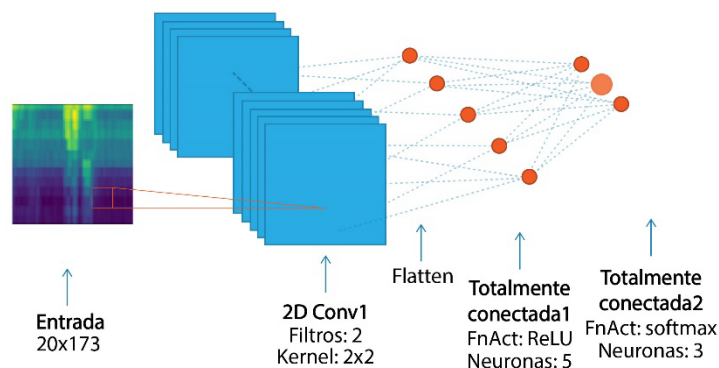 Entrada
20x173
2D Conv1
Filtros: 2
Kernel: 2x2
Flatten
Totalmente
conectada1
FnAct: ReLU
Neuronas: 5
Totalmente
conectada2
FnAct: softmax
Neuronas: 3